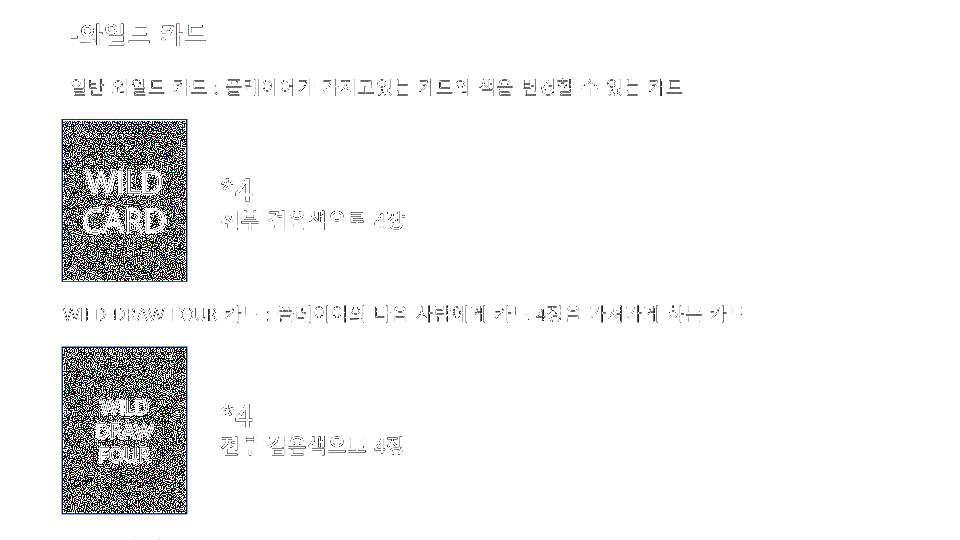 -와일드 카드
일반 와일드 카드 : 플레이어가 가지고있는 카드의 색을 변경할 수 있는 카드
WILD
CARD
*4
전부 검은색으로 4장
WILD DRAW FOUR 카드 : 플레이어의 다음 사람에게 카드 4장을 가져가게 하는 카드
WILD
DRAW
FOUR
*4
전부 검은색으로 4장